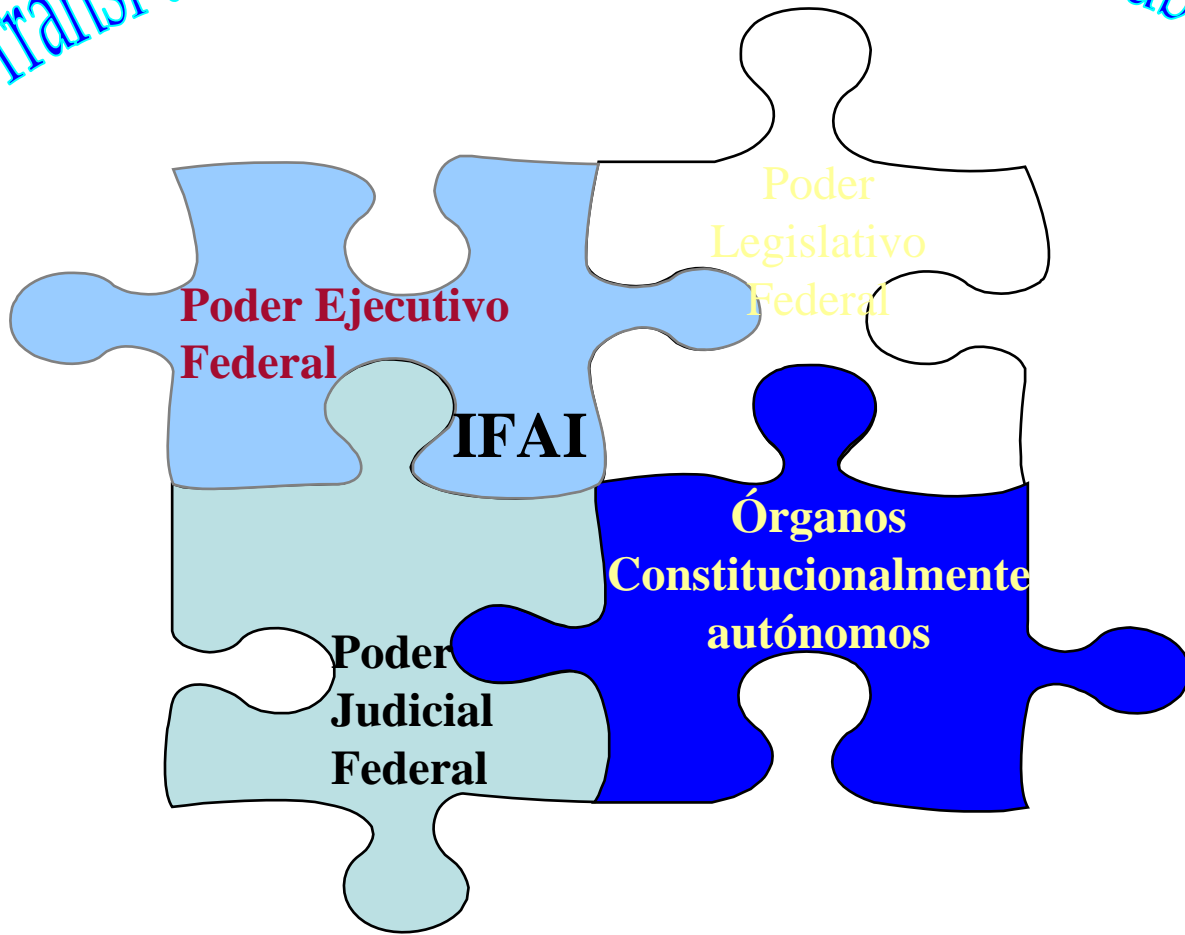 Poder
Legislativo
Federal
Poder Ejecutivo
Federal
IFAI
Órganos
Constitucionalmente
autónomos
Poder
Judicial
Federal